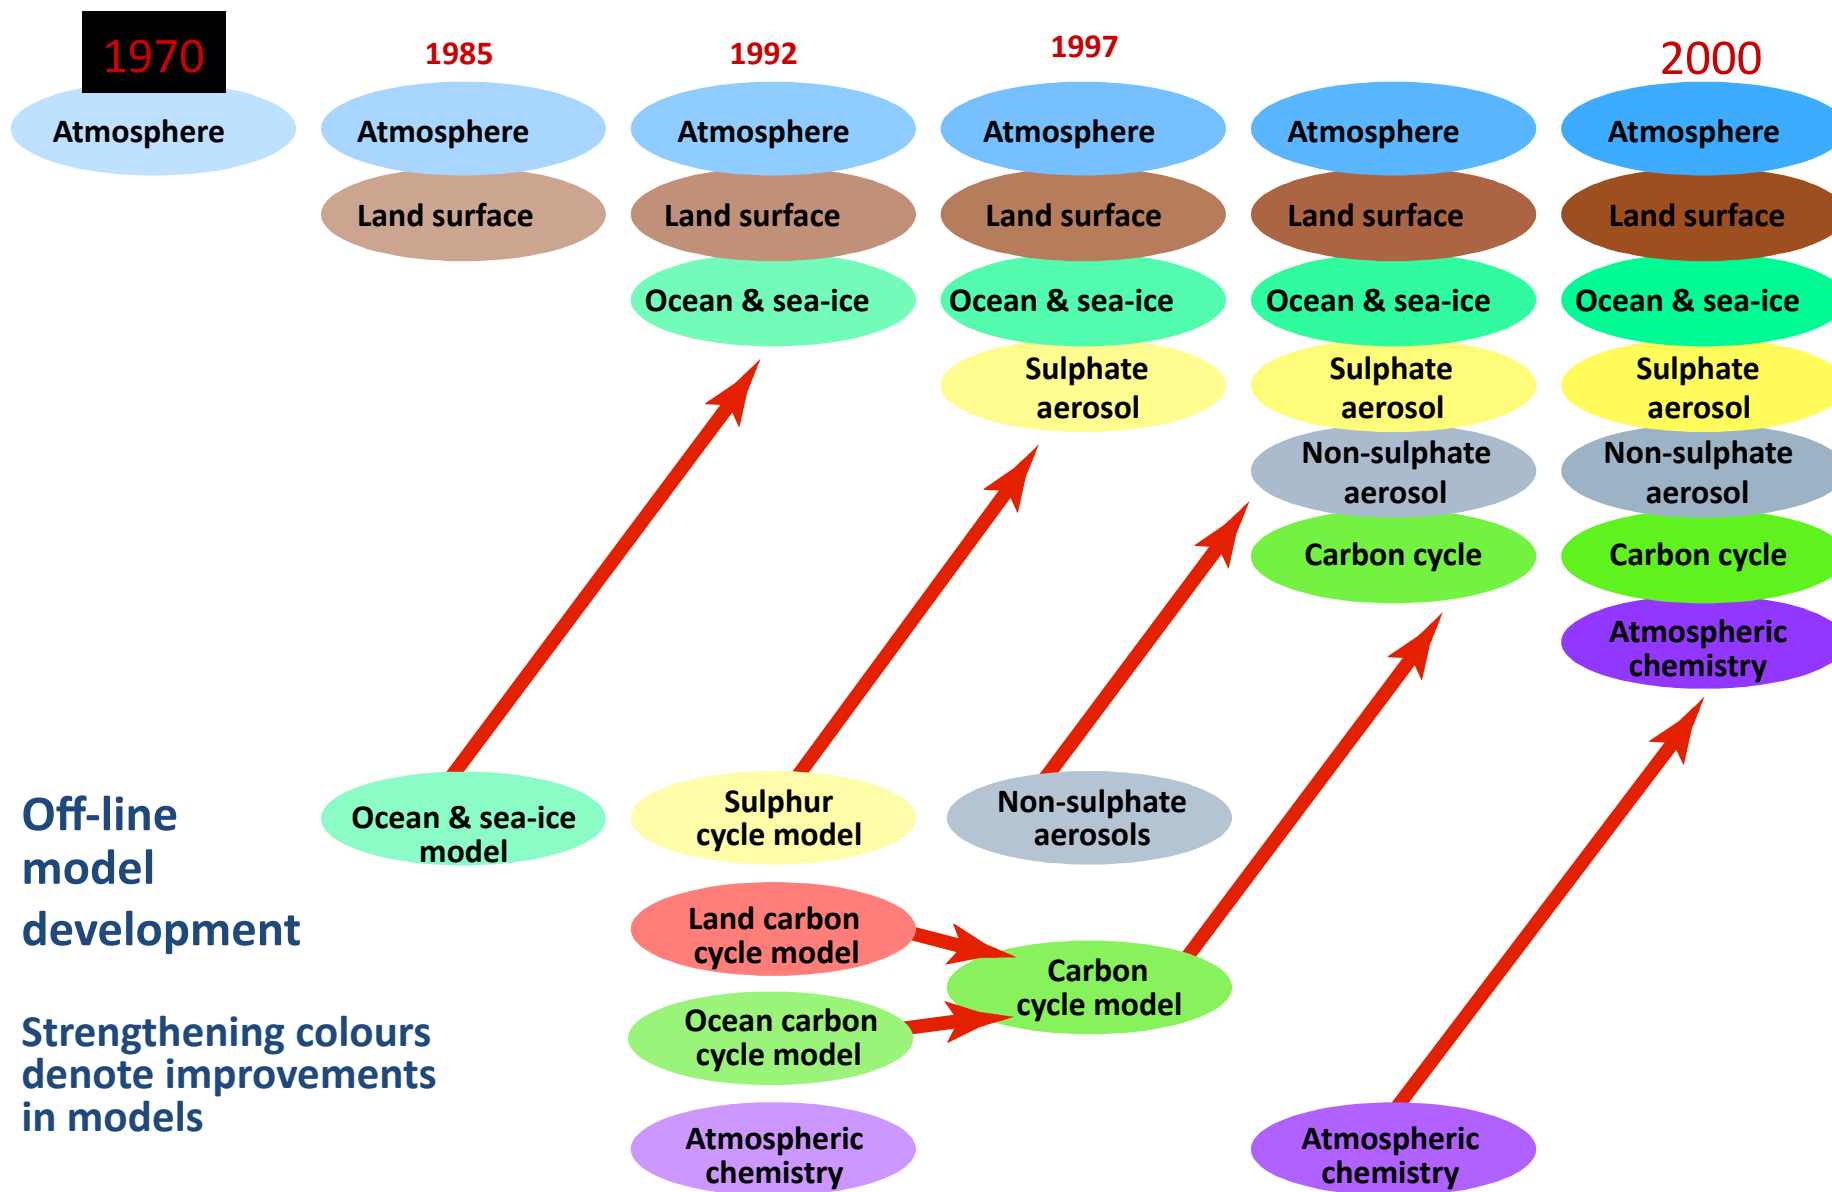 1970
1985
1992
1997
2000
Atmosphere
Atmosphere
Atmosphere
Atmosphere
Atmosphere
Atmosphere
Land surface
Land surface
Land surface
Land surface
Land surface
Ocean & sea-ice
Ocean & sea-ice
Ocean & sea-ice
Ocean & sea-ice
Sulphate
aerosol
Sulphate
aerosol
Sulphate
aerosol
Non-sulphate
aerosol
Non-sulphate
aerosol
Carbon cycle
Carbon cycle
Atmospheric
chemistry
Off-line
model
development
Ocean & sea-ice
model
Sulphur
cycle model
Non-sulphate
aerosols
Land carbon
cycle model
Carbon
cycle model
Ocean carbon
cycle model
Strengthening colours
denote improvements
in models
Atmospheric
chemistry
Atmospheric
chemistry